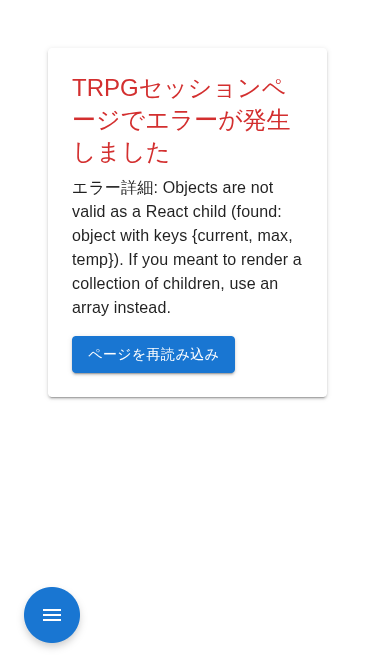 TRPGセッションペ
ージでエラーが発生
しました
エラー詳細: Objects are not
valid as a React child (found:
object with keys {current, max,
temp}). If you meant to render a
collection of children, use an
array instead.
ページを再読み込み